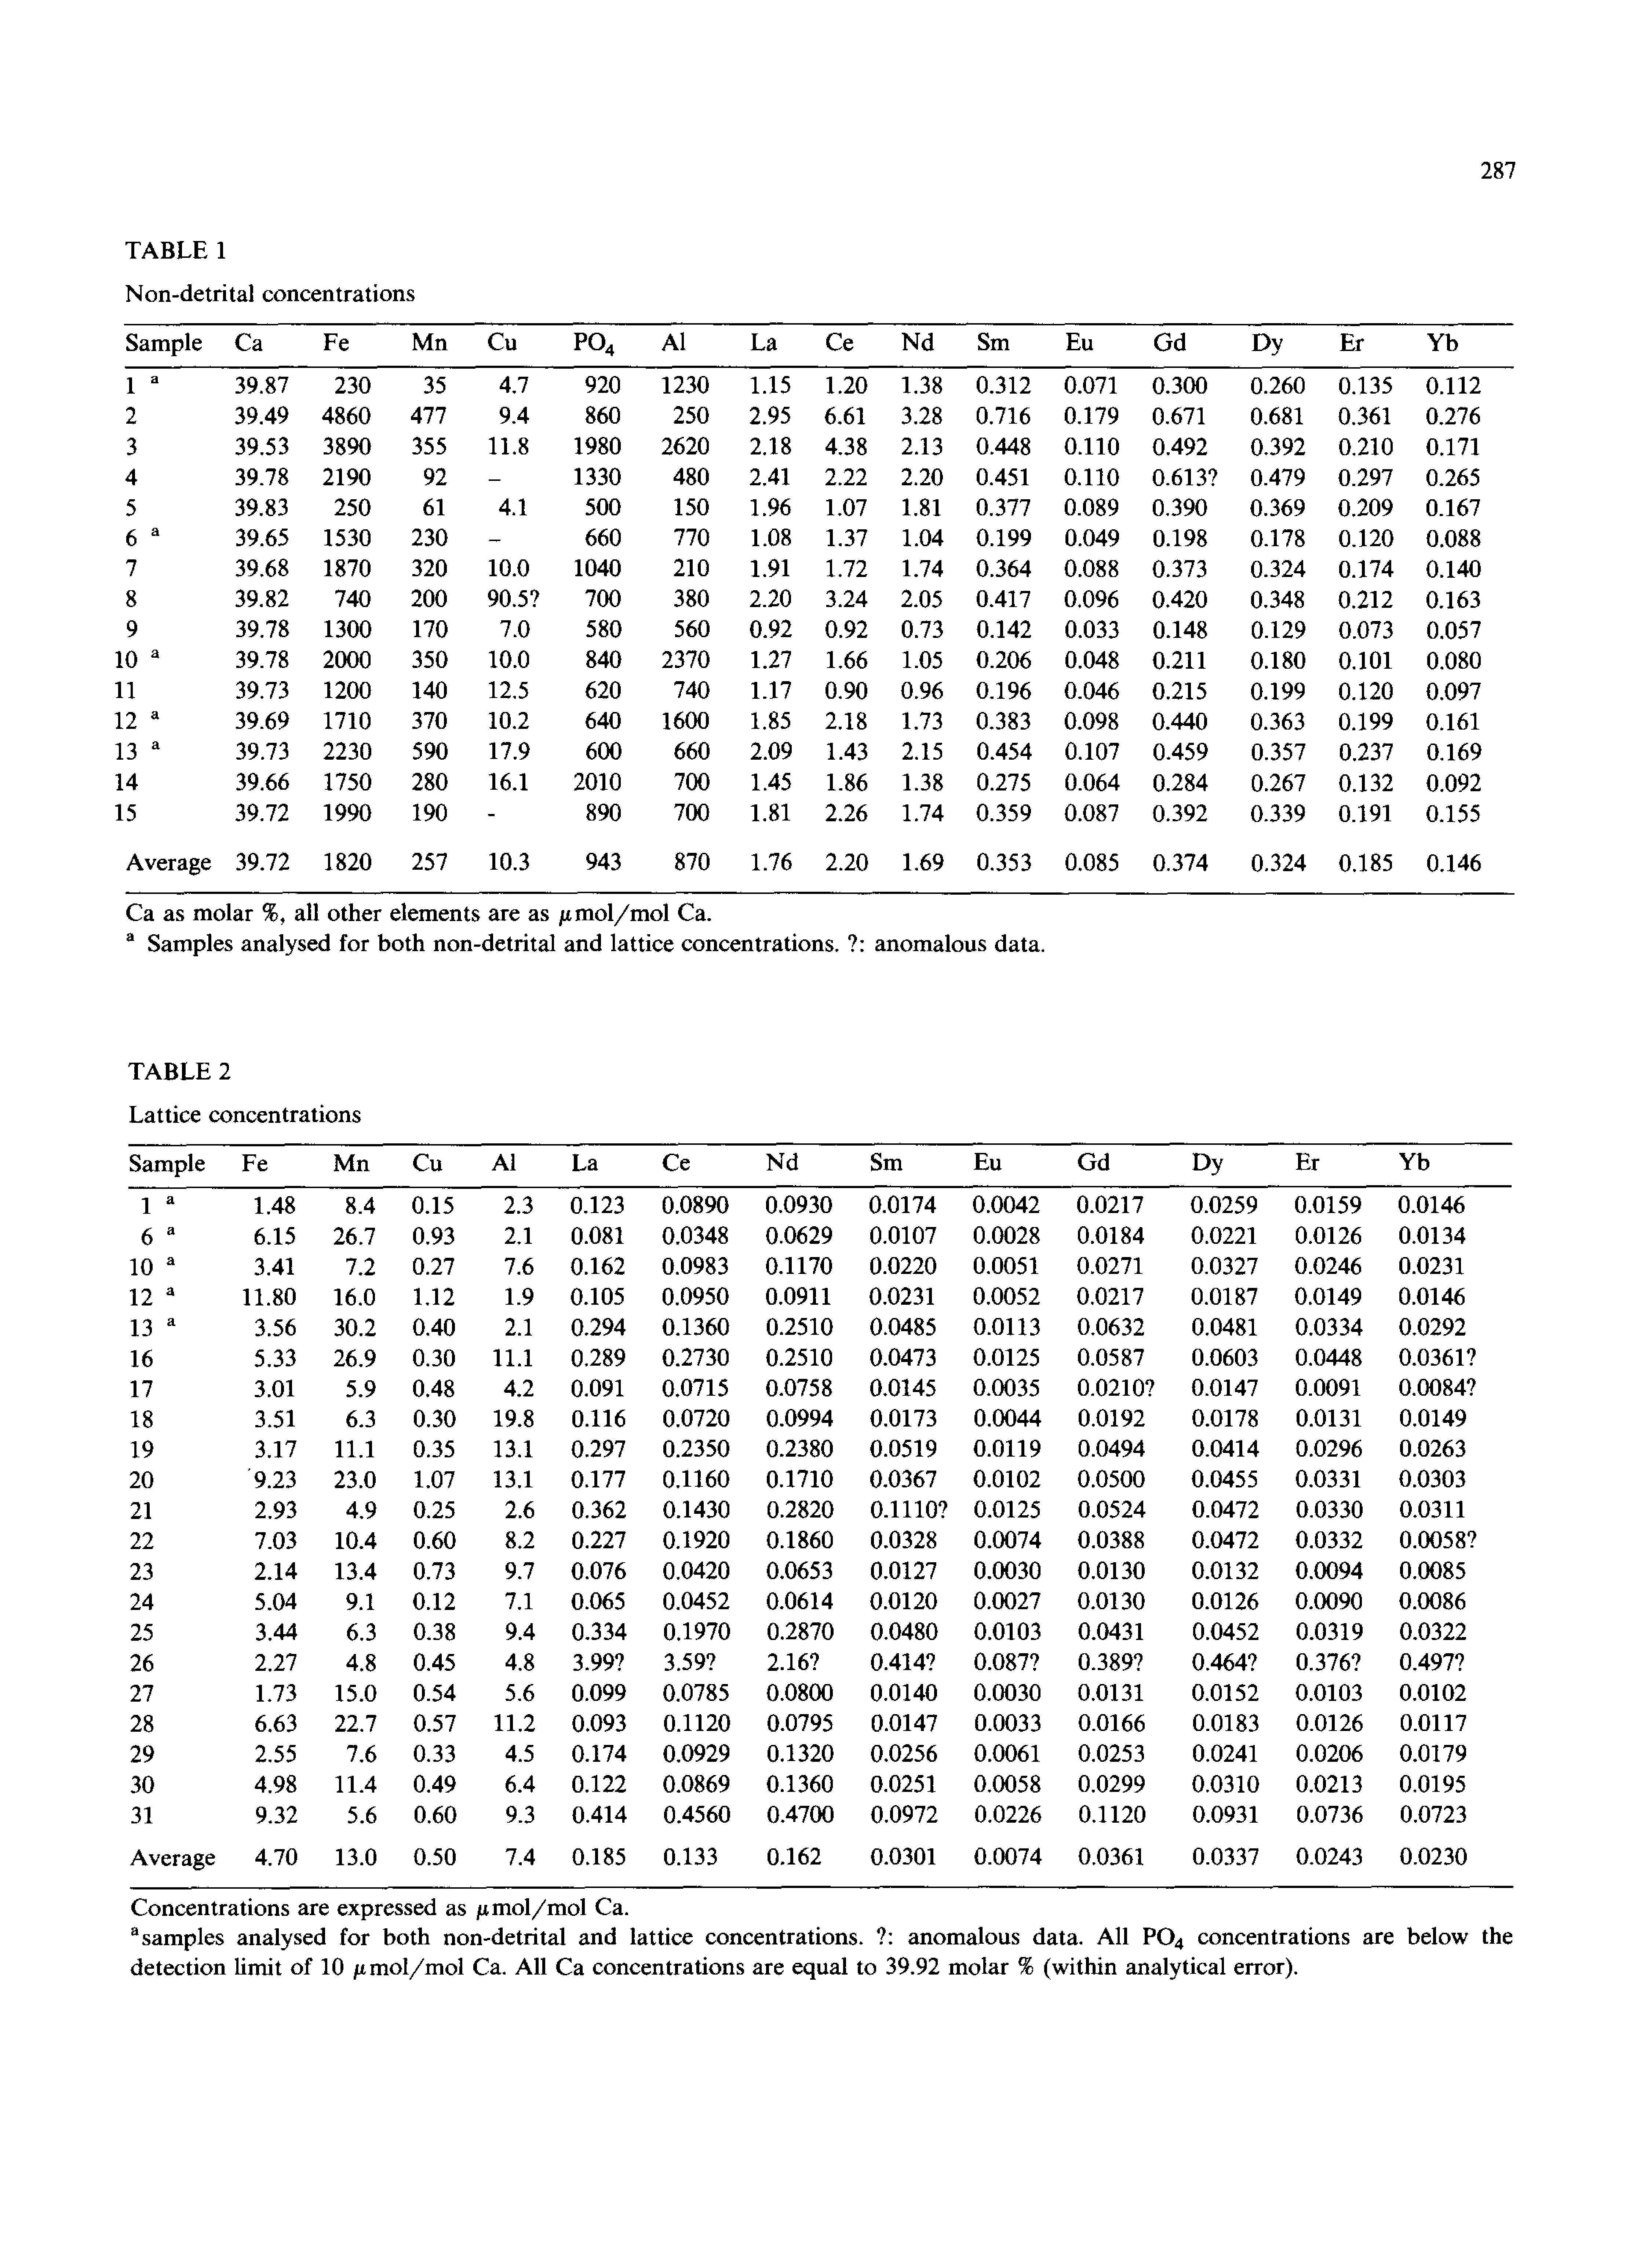 287
TABLE 1
Non-detrital concentrations
Sample Ca Fe Mn Cu PO4 Al La Ce Nd Sm Eu Gd Dy Er Yb
1 a 39.87 230 35 4.7 920 1230 1.15 1.20 1.38 0.312 0.071 0.300 0.260 0.135 0.112
2 39.49 4860 477 9.4 860 250 2.95 6.61 3.28 0.716 0.179 0.671 0.681 0.361 0.276
3 39.53 3890 355 11.8 1980 2620 2.18 4.38 2.13 0.448 0.110 0.492 0.392 0.210 0.171
4 39.78 2190 92 – 1330 480 2.41 2.22 2.20 0.451 0.110 0.613? 0.479 0.297 0.265
5 39.83 250 61 4.1 500 150 1.96 1.07 1.81 0.377 0.089 0.390 0.369 0.209 0.167
6 a 39.65 1530 230 – 660 770 1.08 1.37 1.04 0.199 0.049 0.198 0.178 0.120 0.088
7 39.68 1870 320 10.0 1040 210 1.91 1.72 1.74 0.364 0.088 0.373 0.324 0.174 0.140
8 39.82 740 200 90.5? 700 380 2.20 3.24 2.05 0.417 0.096 0.420 0.348 0.212 0.163
9 39.78 1300 170 7.0 580 560 0.92 0.92 0.73 0.142 0.033 0.148 0.129 0.073 0.057
10 a 39.78 2000 350 10.0 840 2370 1.27 1.66 1.05 0.206 0.048 0.211 0.180 0.101 0.080
11 39.73 1200 140 12.5 620 740 1.17 0.90 0.96 0.196 0.046 0.215 0.199 0.120 0.097
12 a 39.69 1710 370 10.2 640 1600 1.85 2.18 1.73 0.383 0.098 0.440 0.363 0.199 0.161
13 a 39.73 2230 590 17.9 600 660 2.09 1.43 2.15 0.454 0.107 0.459 0.357 0.237 0.169
14 39.66 1750 280 16.1 2010 700 1.45 1.86 1.38 0.275 0.064 0.284 0.267 0.132 0.092
15 39.72 1990 190 - 890 700 1.81 2.26 1.74 0.359 0.087 0.392 0.339 0.191 0.155
Average 39.72 1820 257 10.3 943 870 1.76 2.20 1.69 0.353 0.085 0.374 0.324 0.185 0.146
Ca as molar %, all other elements are as μmol/mol Ca.
a Samples analysed for both non-detrital and lattice concentrations. ?: anomalous data.
TABLE 2
Lattice concentrations
Sample Fe Mn Cu Al La Ce Nd Sm Eu Gd Dy Er Yb
1 a 1.48 8.4 0.15 2.3 0.123 0.0890 0.0930 0.0174 0.0042 0.0217 0.0259 0.0159 0.0146
6 a 6.15 26.7 0.93 2.1 0.081 0.0348 0.0629 0.0107 0.0028 0.0184 0.0221 0.0126 0.0134
10 a 3.41 7.2 0.27 7.6 0.162 0.0983 0.1170 0.0220 0.0051 0.0271 0.0327 0.0246 0.0231
12 a 11.80 16.0 1.12 1.9 0.105 0.0950 0.0911 0.0231 0.0052 0.0217 0.0187 0.0149 0.0146
13 a 3.56 30.2 0.40 2.1 0.294 0.1360 0.2510 0.0485 0.0113 0.0632 0.0481 0.0334 0.0292
16 5.33 26.9 0.30 11.1 0.289 0.2730 0.2510 0.0473 0.0125 0.0587 0.0603 0.0448 0.0361?
17 3.01 5.9 0.48 4.2 0.091 0.0715 0.0758 0.0145 0.0035 0.0210? 0.0147 0.0091 0.0084?
18 3.51 6.3 0.30 19.8 0.116 0.0720 0.0994 0.0173 0.0044 0.0192 0.0178 0.0131 0.0149
19 3.17 11.1 0.35 13.1 0.297 0.2350 0.2380 0.0519 0.0119 0.0494 0.0414 0.0296 0.0263
20 9.23 23.0 1.07 13.1 0.177 0.1160 0.1710 0.0367 0.0102 0.0500 0.0455 0.0331 0.0303
21 2.93 4.9 0.25 2.6 0.362 0.1430 0.2820 0.1110? 0.0125 0.0524 0.0472 0.0330 0.0311
22 7.03 10.4 0.60 8.2 0.227 0.1920 0.1860 0.0328 0.0074 0.0388 0.0472 0.0332 0.0058?
23 2.14 13.4 0.73 9.7 0.076 0.0420 0.0653 0.0127 0.0030 0.0130 0.0132 0.0094 0.0085
24 5.04 9.1 0.12 7.1 0.065 0.0452 0.0614 0.0120 0.0027 0.0130 0.0126 0.0090 0.0086
25 3.44 6.3 0.38 9.4 0.334 0.1970 0.2870 0.0480 0.0103 0.0431 0.0452 0.0319 0.0322
26 2.27 4.8 0.45 4.8 3.99? 3.59? 2.16? 0.414? 0.087? 0.389? 0.464? 0.376? 0.497?
27 1.73 15.0 0.54 5.6 0.099 0.0785 0.0800 0.0140 0.0030 0.0131 0.0152 0.0103 0.0102
28 6.63 22.7 0.57 11.2 0.093 0.1120 0.0795 0.0147 0.0033 0.0166 0.0183 0.0126 0.0117
29 2.55 7.6 0.33 4.5 0.174 0.0929 0.1320 0.0256 0.0061 0.0253 0.0241 0.0206 0.0179
30 4.98 11.4 0.49 6.4 0.122 0.0869 0.1360 0.0251 0.0058 0.0299 0.0310 0.0213 0.0195
31 9.32 5.6 0.60 9.3 0.414 0.4560 0.4700 0.0972 0.0226 0.1120 0.0931 0.0736 0.0723
Average 4.70 13.0 0.50 7.4 0.185 0.133 0.162 0.0301 0.0074 0.0361 0.0337 0.0243 0.0230
Concentrations are expressed as μmol/mol Ca.
asamples analysed for both non-detrital and lattice concentrations. ?: anomalous data. All PO4 concentrations are below the
detection limit of 10 μmol/mol Ca. All Ca concentrations are equal to 39.92 molar % (within analytical error).